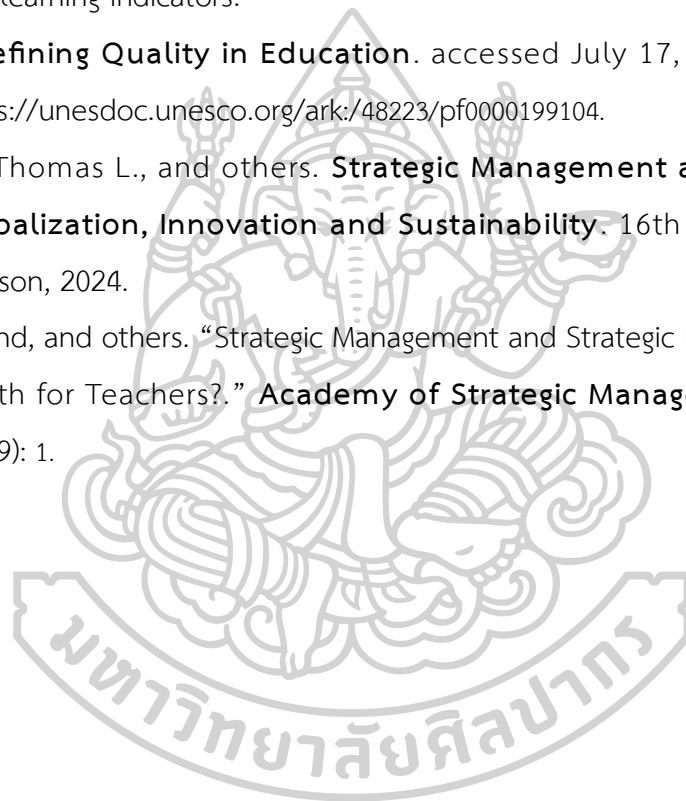 learning indicators.
efining Quality in Education. accessed July 17,
s://unesdoc.unesco.org/ark:/48223/pf0000199104.
Thomas L., and others. Strategic Management a
balization, Innovation and Sustainability. 16th
son, 2024.
nd, and others. “Strategic Management and Strategic
th for Teachers?.” Academy of Strategic Manag
9): 1.
มหาวิทยาลัยศิลปากร